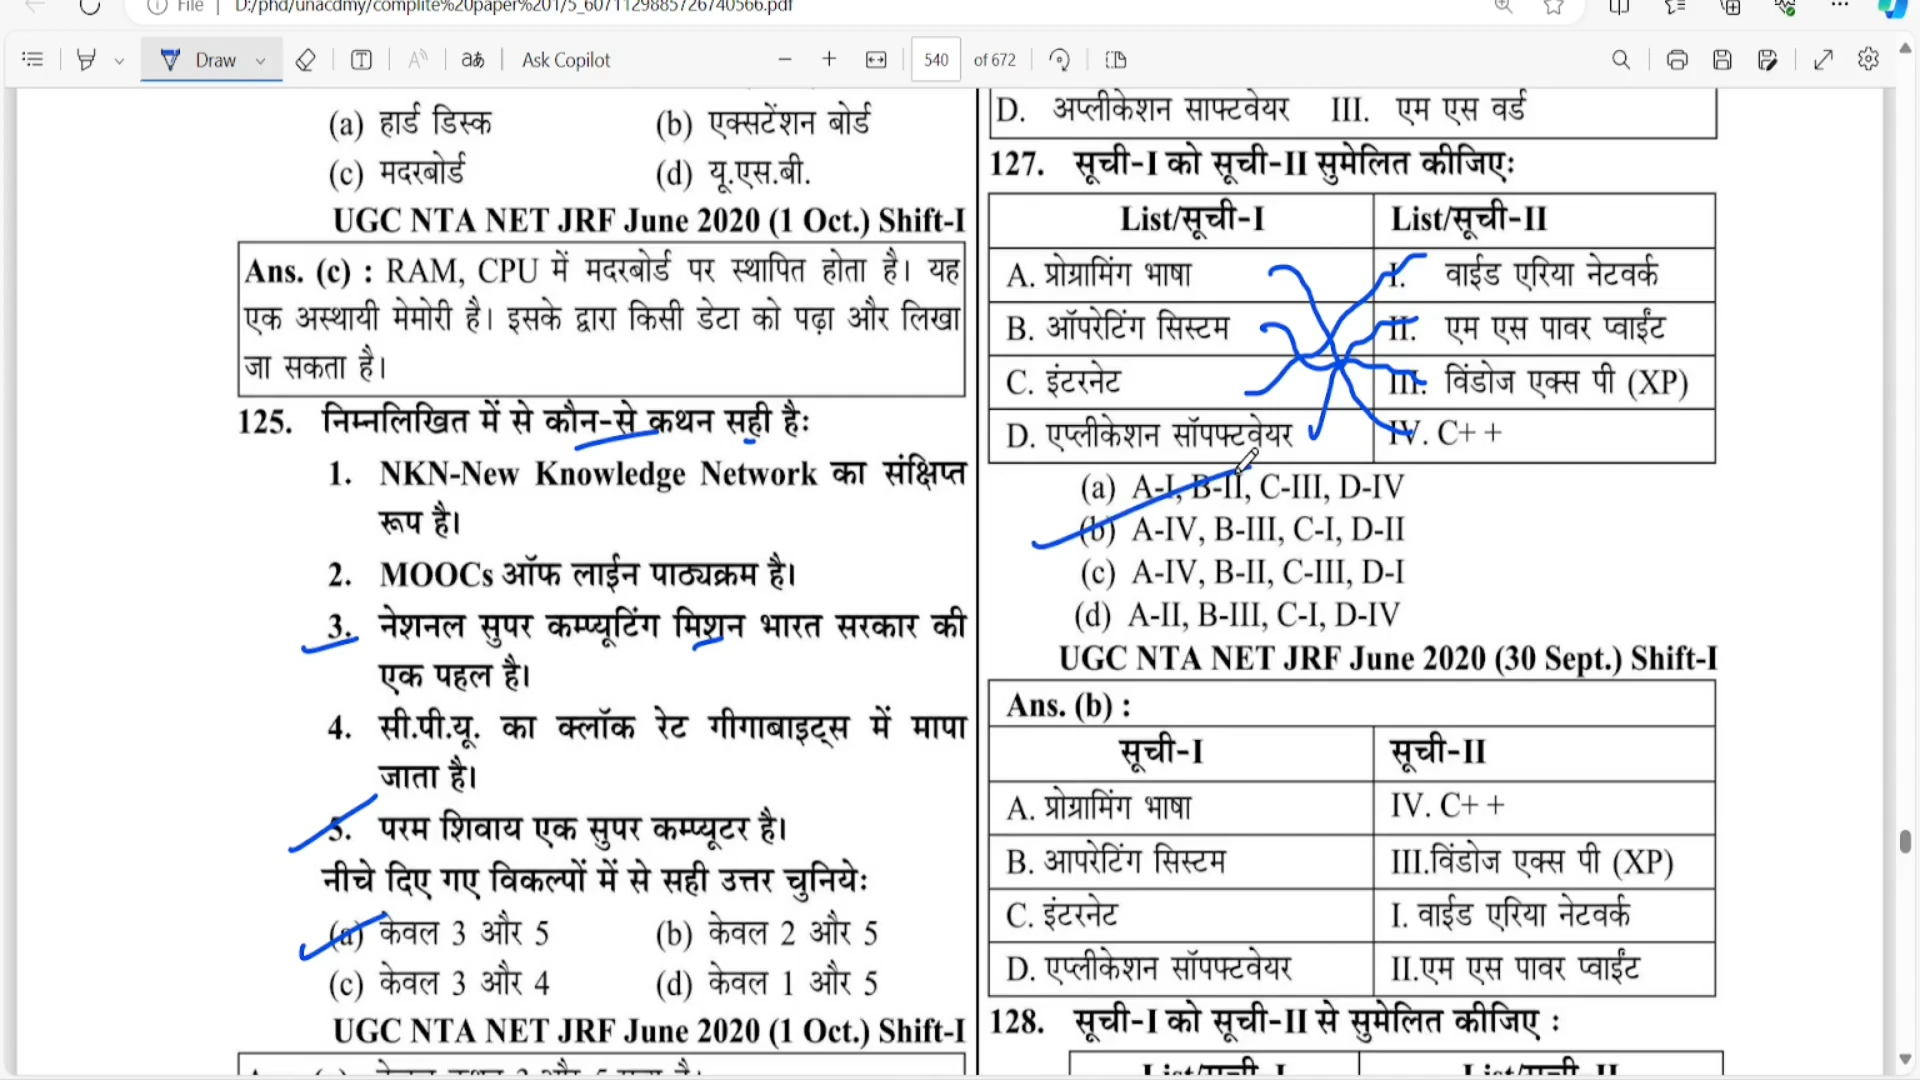 File
D:/phd/unacdmy/complite%20paper%201/5_6071129885726740566.pdf
Draw
Ask Copilot
540 of 672
(a) हार्ड डिस्क (b) एक्सटेंशन बोर्ड
(c) मदरबोर्ड (d) यू.एस.बी.
UGC NTA NET JRF June 2020 (1 Oct.) Shift-I
Ans. (c) : RAM, CPU में मदरबोर्ड पर स्थापित होता है। यह
एक अस्थायी मेमोरी है। इसके द्वारा किसी डेटा को पढ़ा और लिखा
जा सकता है।
125. निम्नलिखित में से कौन-से कथन सही है:
1. NKN-New Knowledge Network का संक्षिप्त
रूप है।
2. MOOCs ऑफ लाईन पाठ्यक्रम है।
3. नेशनल सुपर कम्प्यूटिंग मिशन भारत सरकार की
एक पहल है।
4. सी.पी.यू. का क्लॉक रेट गीगाबाइट्स में मापा
जाता है।
5. परम शिवाय एक सुपर कम्प्यूटर है।
नीचे दिए गए विकल्पों में से सही उत्तर चुनिये:
(a) केवल 3 और 5 (b) केवल 2 और 5
(c) केवल 3 और 4 (d) केवल 1 और 5
UGC NTA NET JRF June 2020 (1 Oct.) Shift-I
D. अप्लीकेशन साफ्टवेयर III. एम एस वर्ड
127. सूची-I को सूची-II सुमेलित कीजिए:
List/सूची-I List/सूची-II
A. प्रोग्रामिंग भाषा I. वाईड एरिया नेटवर्क
B. ऑपरेटिंग सिस्टम II. एम एस पावर प्वाईंट
C. इंटरनेट III. विंडोज एक्स पी (XP)
D. एप्लीकेशन सॉपफ्टवेयर IV. C++
(a) A-I, B-II, C-III, D-IV
(b) A-IV, B-III, C-I, D-II
(c) A-IV, B-II, C-III, D-I
(d) A-II, B-III, C-I, D-IV
UGC NTA NET JRF June 2020 (30 Sept.) Shift-I
Ans. (b) :
सूची-I सूची-II
A. प्रोग्रामिंग भाषा IV. C++
B. आपरेटिंग सिस्टम III.विंडोज एक्स पी (XP)
C. इंटरनेट I. वाईड एरिया नेटवर्क
D. एप्लीकेशन सॉपफ्टवेयर II.एम एस पावर प्वाईंट
128. सूची-I को सूची-II से सुमेलित कीजिए :